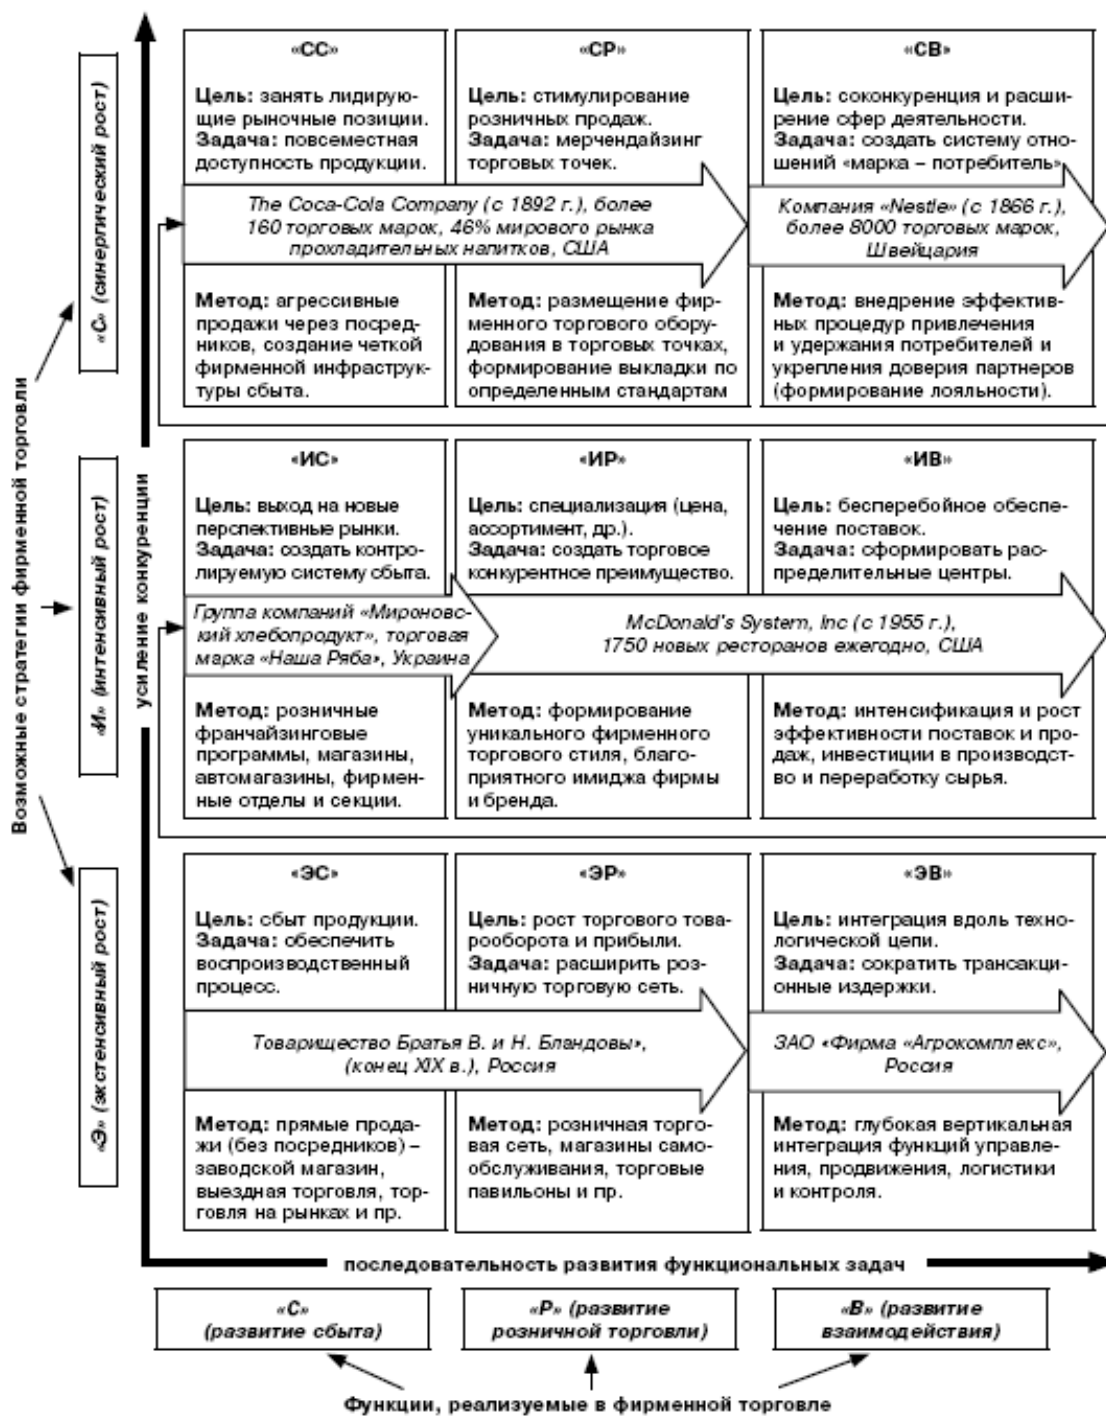 «СС»
Цель: занять лидирую-
щие рыночные позиции.
Задача: повсеместная
доступность продукции.
«СР»
Цель: стимулирование
розничных продаж.
Задача: мерчендайзинг
торговых точек.
«СВ»
Цель: соконкуренция и расши-
рение сфер деятельности.
Задача: создать систему отно-
шений «марка – потребитель»
The Coca-Cola Company (с 1892 г.), более
160 торговых марок, 46% мирового рынка
прохладительных напитков, США
Компания «Nestle» (с 1866 г.),
более 8000 торговых марок,
Швейцария
Метод: агрессивные
продажи через посред-
ников, создание четкой
фирменной инфраструк-
туры сбыта.
Метод: размещение фир-
менного торгового обору-
дования в торговых точках,
формирование выкладки по
определенным стандартам
Метод: внедрение эффектив-
ных процедур привлечения
и удержания потребителей и
укрепления доверия партнеров
(формирование лояльности).
«ИС»
Цель: выход на новые
перспективные рынки.
Задача: создать контро-
лируемую систему сбыта.
«ИР»
Цель: специализация (цена,
ассортимент, др.).
Задача: создать торговое
конкурентное преимущество.
«ИВ»
Цель: бесперебойное обеспе-
чение поставок.
Задача: сформировать рас-
пределительные центры.
Группа компаний «Мироновс-
кий хлебопродукт», торговая
марка «Наша Ряба», Украина
McDonald's System, Inc (с 1955 г.),
1750 новых ресторанов ежегодно, США
Метод: розничные
франчайзинговые
программы, магазины,
автомагазины, фирмен-
ные отделы и секции.
Метод: формирование
уникального фирменного
торгового стиля, благо-
приятного имиджа фирмы
и бренда.
Метод: интенсификация и рост
эффективности поставок и про-
даж, инвестиции в производст-
во и переработку сырья.
«ЭС»
Цель: сбыт продукции.
Задача: обеспечить
воспроизводственный
процесс.
«ЭР»
Цель: рост торгового това-
рооборота и прибыли.
Задача: расширить роз-
ничную торговую сеть.
«ЭВ»
Цель: интеграция вдоль техно-
логической цепи.
Задача: сократить трансакци-
онные издержки.
Товарищество Братья В. и Н. Бландовы»,
(конец XIX в.), Россия
ЗАО «Фирма «Агрокомплекс»,
Россия
Метод: прямые прода-
жи (без посредников) –
заводской магазин,
выездная торговля, тор-
говля на рынках и пр.
Метод: розничная торго-
вая сеть, магазины само-
обслуживания, торговые
павильоны и пр.
Метод: глубокая вертикальная
интеграция функций управле-
ния, продвижения, логистики
и контроля.
Возможные стратегии фирменной торговли
«С» (синергический рост)
«И» (интенсивный рост)
«Э» (экстенсивный рост)
усиление конкуренции
последовательность развития функциональных задач
«С»
(развитие сбыта)
«Р» (развитие
розничной торговли)
«В» (развитие
взаимодействия)
Функции, реализуемые в фирменной торговле